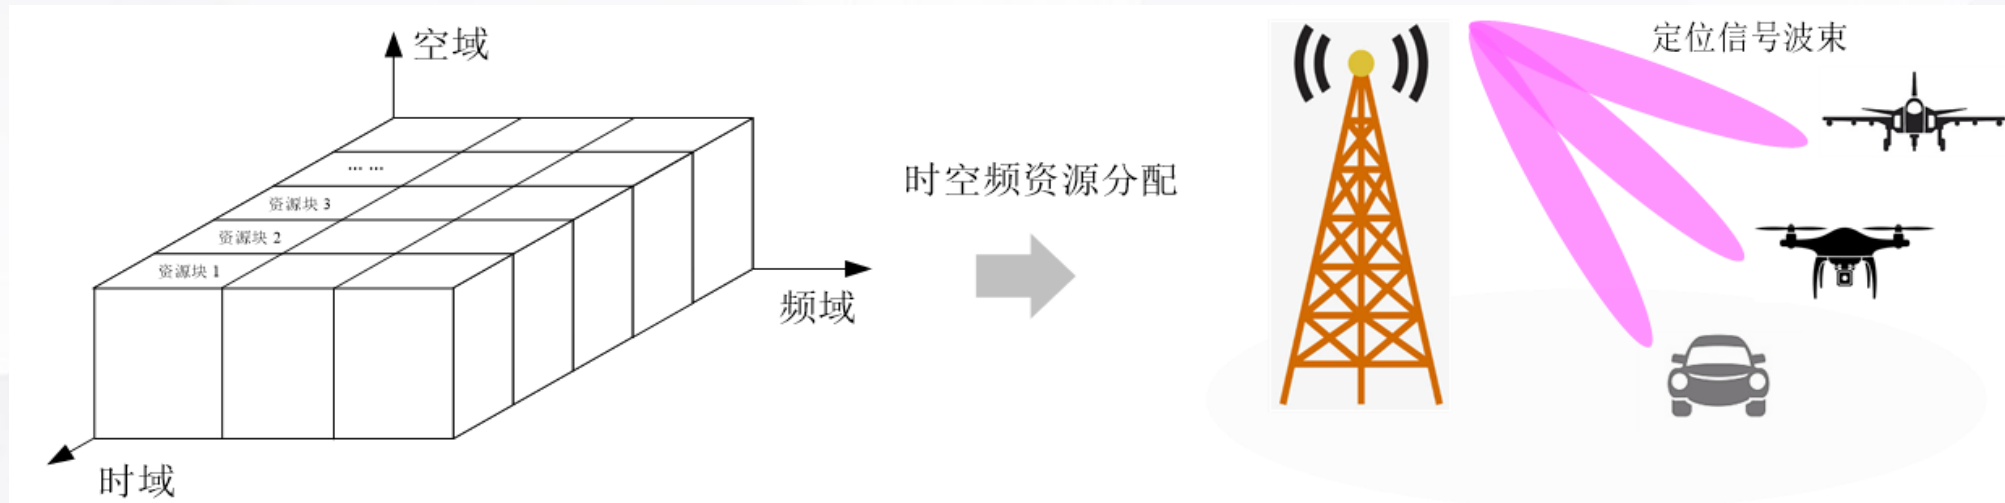 空域
... ...
资源块 3
资源块 2
资源块 1
频域
时域
时空频资源分配
定位信号波束